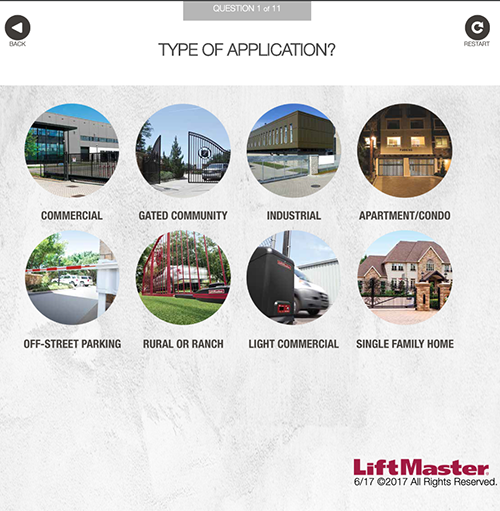 QUESTION 1 of 11
BACK
RESTART
TYPE OF APPLICATION?
COMMERCIAL
GATED COMMUNITY
INDUSTRIAL
APARTMENT/CONDO
OFF-STREET PARKING
RURAL OR RANCH
LIGHT COMMERCIAL
SINGLE FAMILY HOME
LiftMaster
6/17 ©2017 All Rights Reserved.